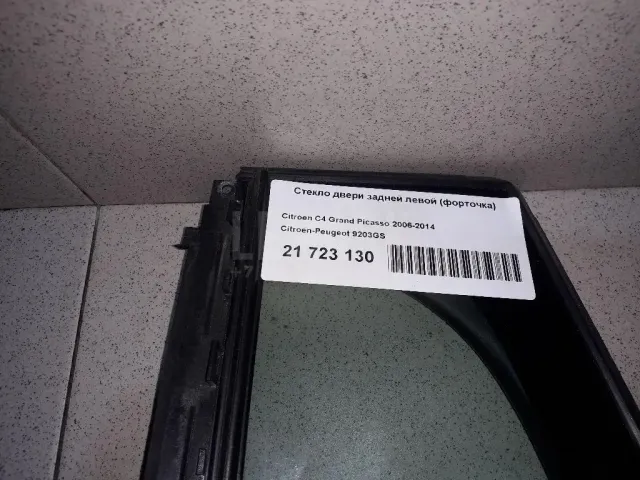 Стекло двери задней левой (форточка)
Citroen C4 Grand Picasso 2006-2014
Citroen-Peugeot 9203GS
21 723 130